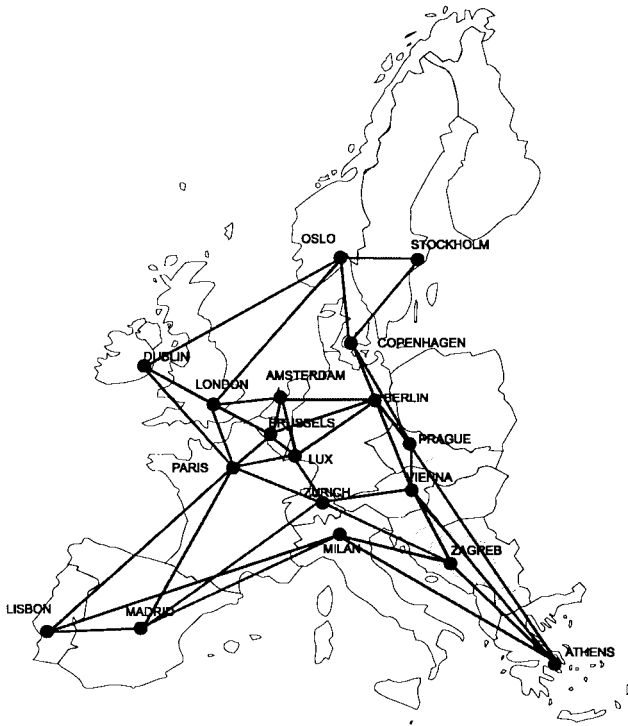 OSLO
STOCKHOLM
COPENHAGEN
DUBLIN
AMSTERDAM
LONDON
BERLIN
BRUSSELS
PRAGUE
PARIS
LUX
VIENNA
ZURICH
MILAN
ZAGREB
LISBON
MADRID
ATHENS